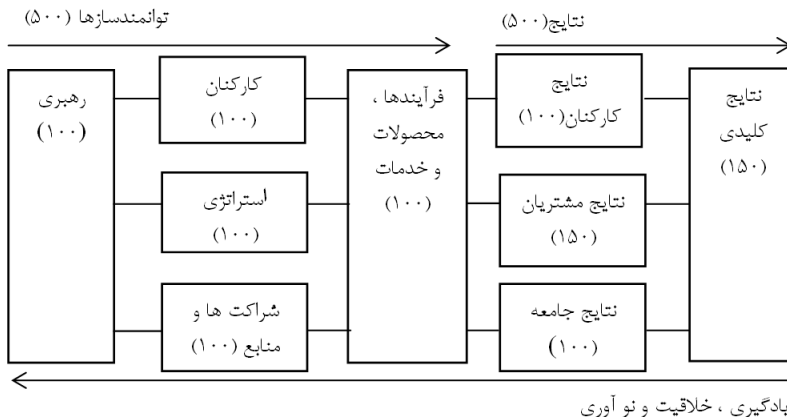 توانمندسازها (۵۰۰)
نتایج(۵۰۰)
رهبری
(۱۰۰)
کارکنان
(۱۰۰)
استراتژی
(۱۰۰)
شراکت ها و
منابع (۱۰۰)
فرآیندها ،
محصولات
و خدمات
(۱۰۰)
نتایج
کارکنان(۱۰۰)
نتایج مشتریان
(۱۵۰)
نتایج جامعه
(۱۰۰)
نتایج
کلیدی
(۱۵۰)
یادگیری ، خلاقیت و نو آوری